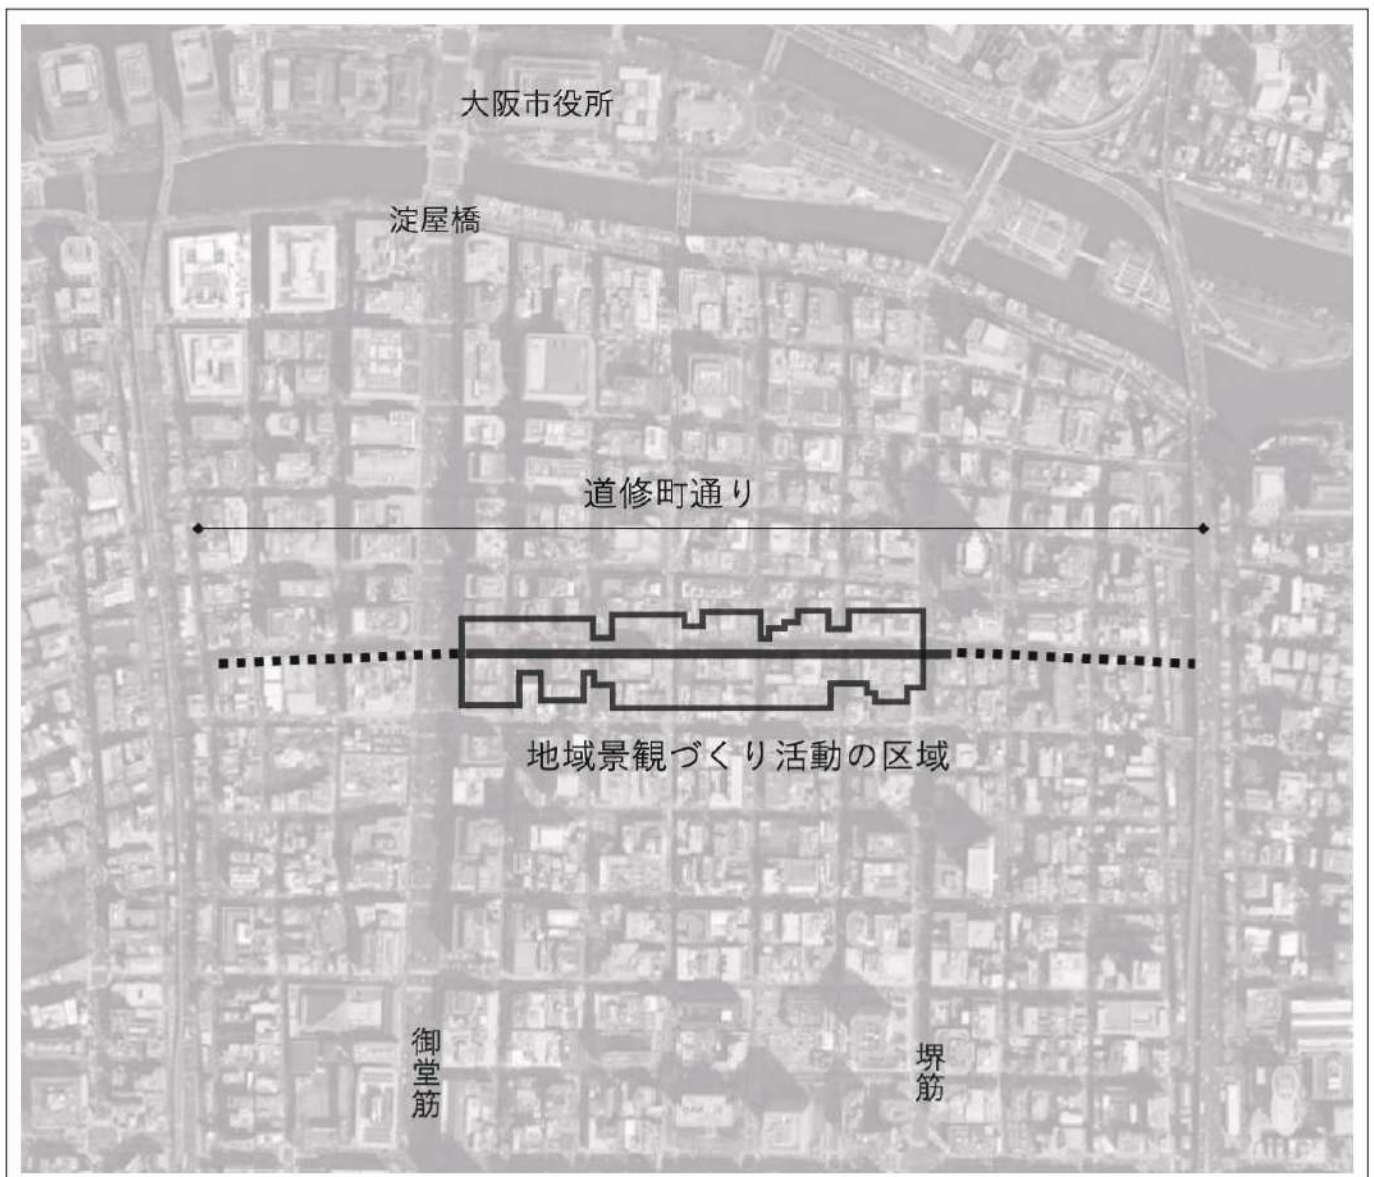 大阪市役所
淀屋橋
道修町通り
地域景観づくり活動の区域
御堂筋
堺筋